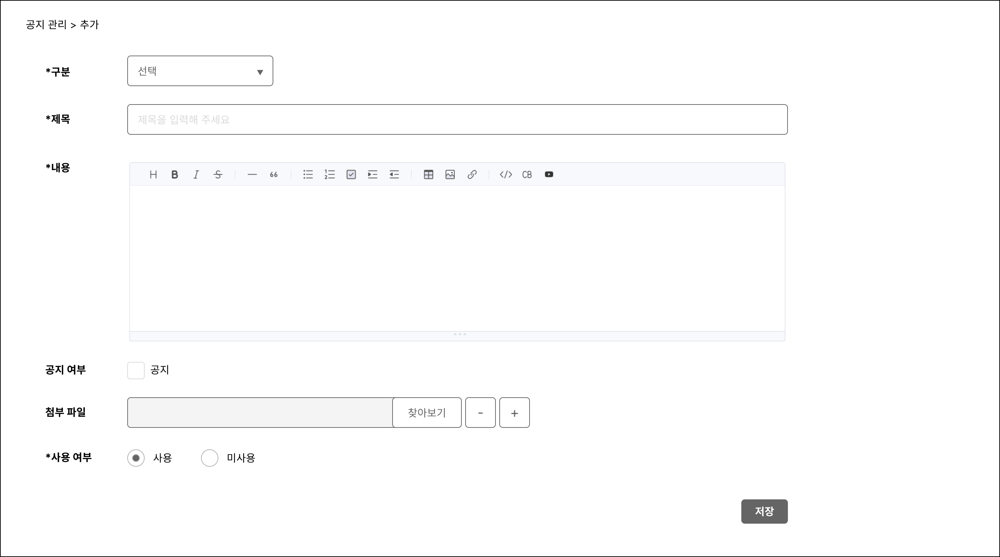 공지 관리 > 추가
*구분
선택
*제목
제목을 입력해 주세요
*내용
H B I S — 66 </> CB
공지 여부
공지
첨부 파일
찾아보기 - +
*사용 여부
사용 미사용
저장